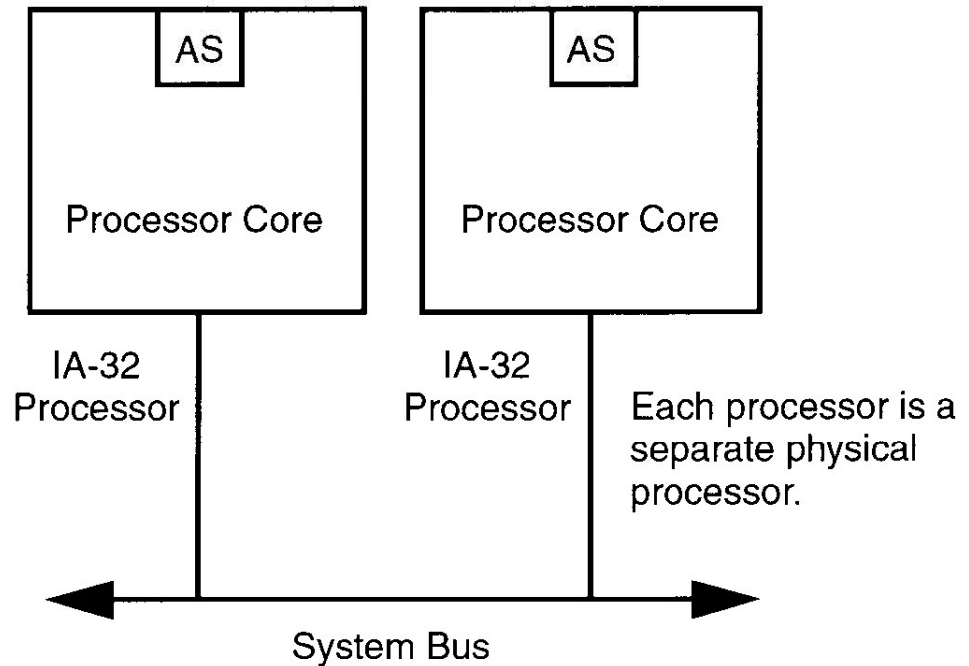 AS
Processor Core
IA-32
Processor
AS
Processor Core
IA-32
Processor
Each processor is a
separate physical
processor.
System Bus